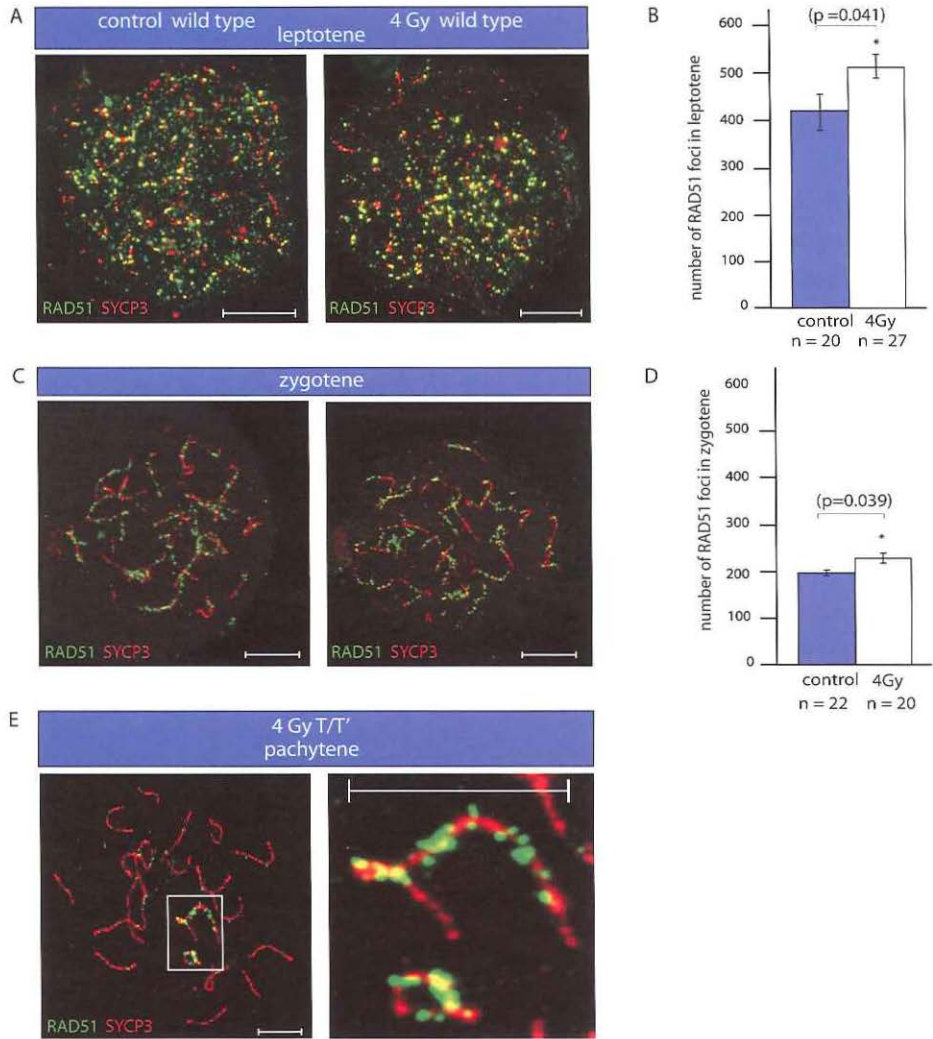 A
control wild type 4 Gy wild type
leptotene
RAD51 SYCP3
RAD51 SYCP3
B
(p =0.041)
*
number of RAD51 foci in leptotene
600
500
400
300
200
100
0
control 4Gy
n = 20 n = 27
C
zygotene
RAD51 SYCP3
RAD51 SYCP3
D
(p=0.039)
*
number of RAD51 foci in zygotene
600
500
400
300
200
100
0
control 4Gy
n = 22 n = 20
E
4 Gy T/T'
pachytene
RAD51 SYCP3